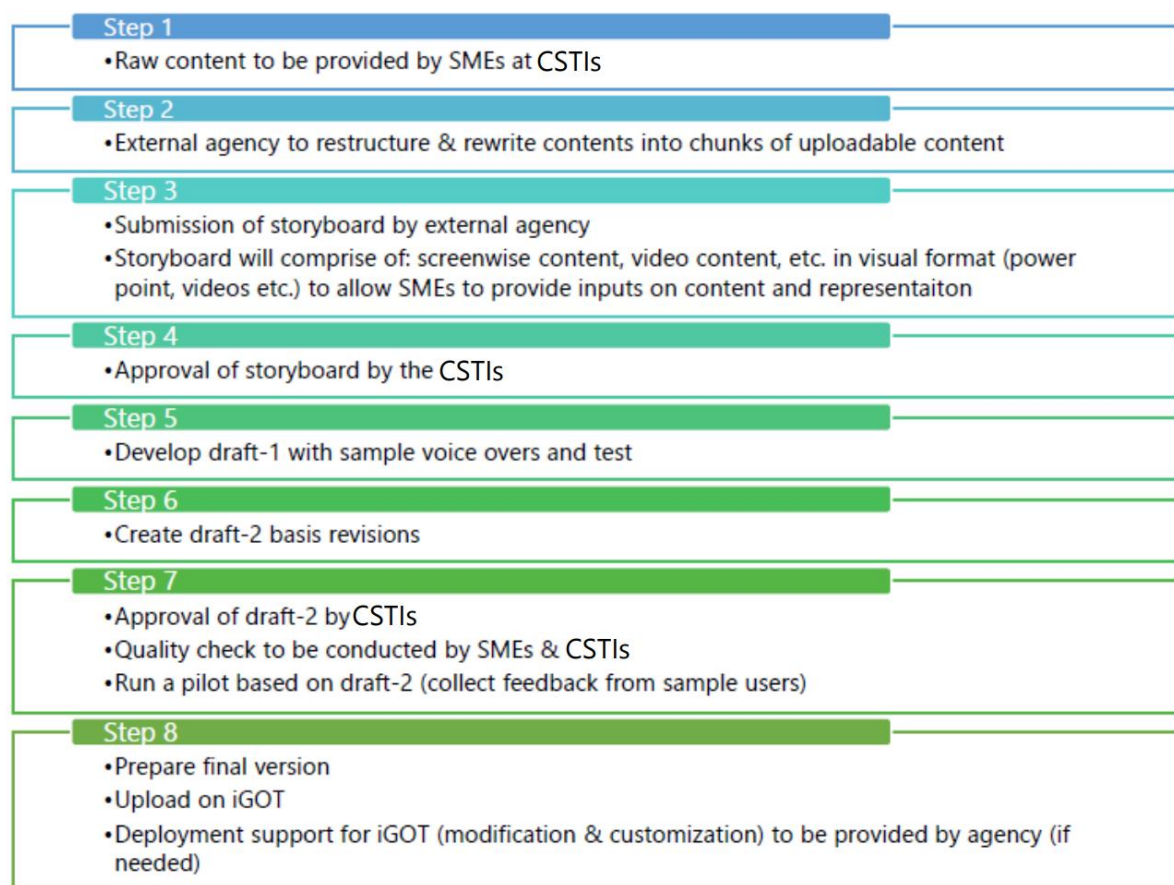 Step 1
•Raw content to be provided by SMEs at CSTIs
Step 2
•External agency to restructure & rewrite contents into chunks of uploadable content
Step 3
•Submission of storyboard by external agency
•Storyboard will comprise of: screenwise content, video content, etc. in visual format (power
point, videos etc.) to allow SMEs to provide inputs on content and representaiton
Step 4
•Approval of storyboard by the CSTIs
Step 5
•Develop draft-1 with sample voice overs and test
Step 6
•Create draft-2 basis revisions
Step 7
•Approval of draft-2 by CSTIs
•Quality check to be conducted by SMEs & CSTIs
•Run a pilot based on draft-2 (collect feedback from sample users)
Step 8
•Prepare final version
•Upload on iGOT
•Deployment support for iGOT (modification & customization) to be provided by agency (if
needed)